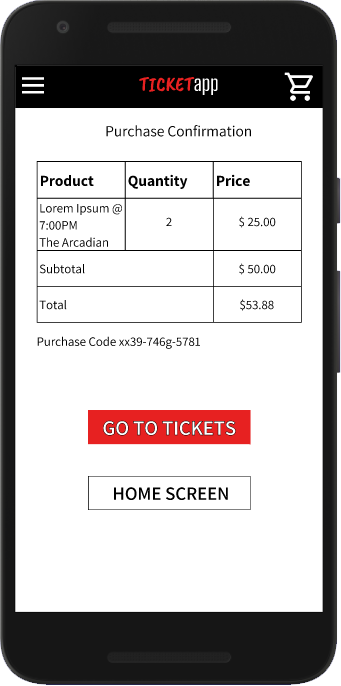 TICKETapp
Purchase Confirmation
Product Quantity Price
Lorem Ipsum @
7:00PM
The Arcadian
2
$ 25.00
Subtotal $ 50.00
Total $53.88
Purchase Code xx39-746g-5781
GO TO TICKETS
HOME SCREEN